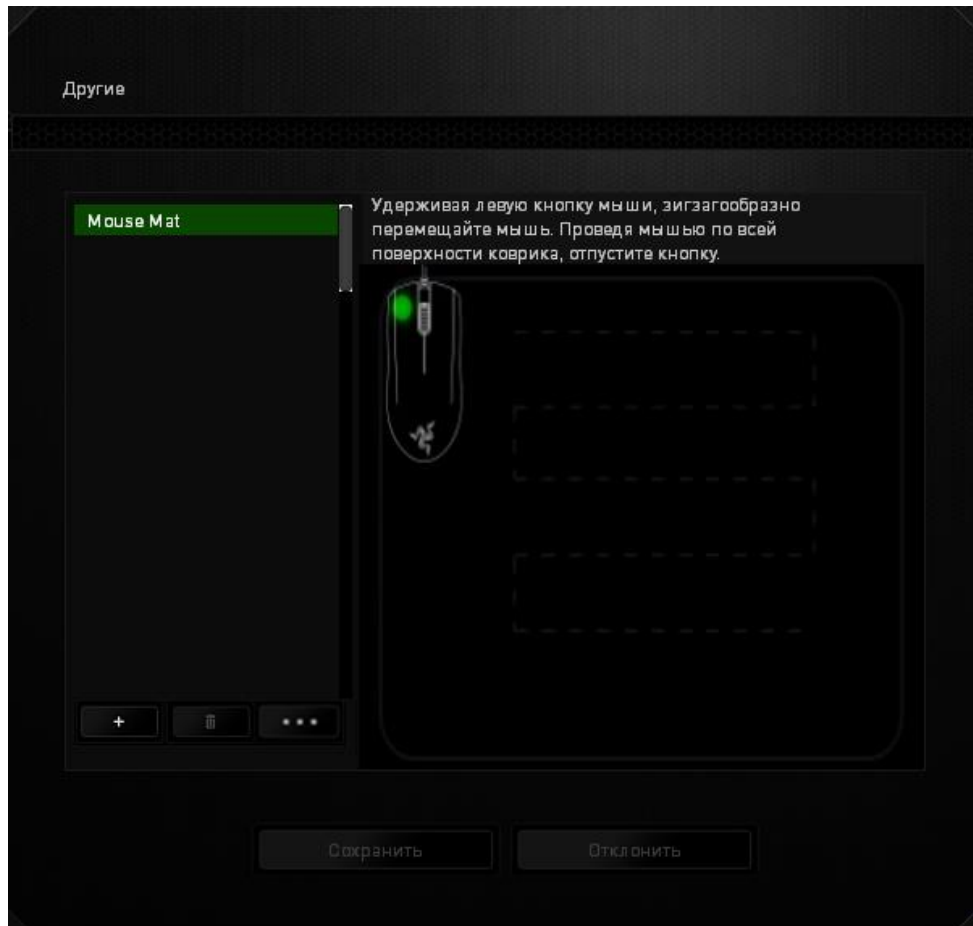 Другие
Mouse Mat
Удерживая левую кнопку мыши, зигзагообразно
перемещайте мышь. Проведя мышью по всей
поверхности коврика, отпустите кнопку.
Сохранить
Отклонить